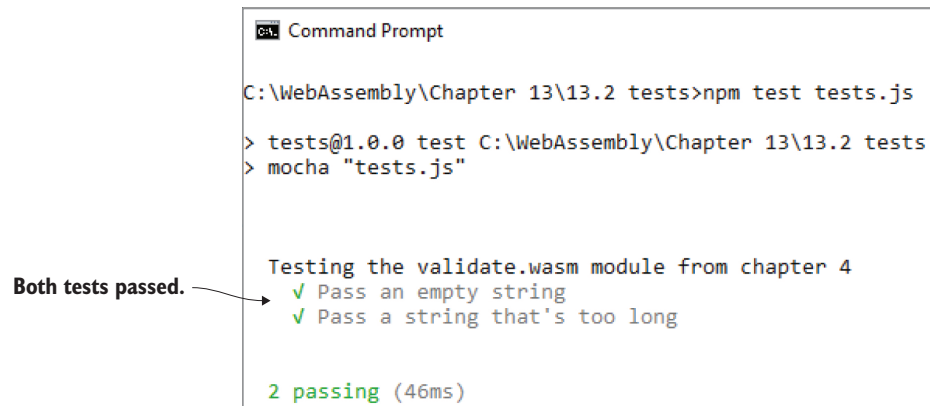 Command Prompt
C:\WebAssembly\Chapter 13\13.2 tests>npm test tests.js
> tests@1.0.0 test C:\WebAssembly\Chapter 13\13.2 tests
> mocha "tests.js"
Testing the validate.wasm module from chapter 4
Both tests passed.
√ Pass an empty string
√ Pass a string that's too long
2 passing (46ms)